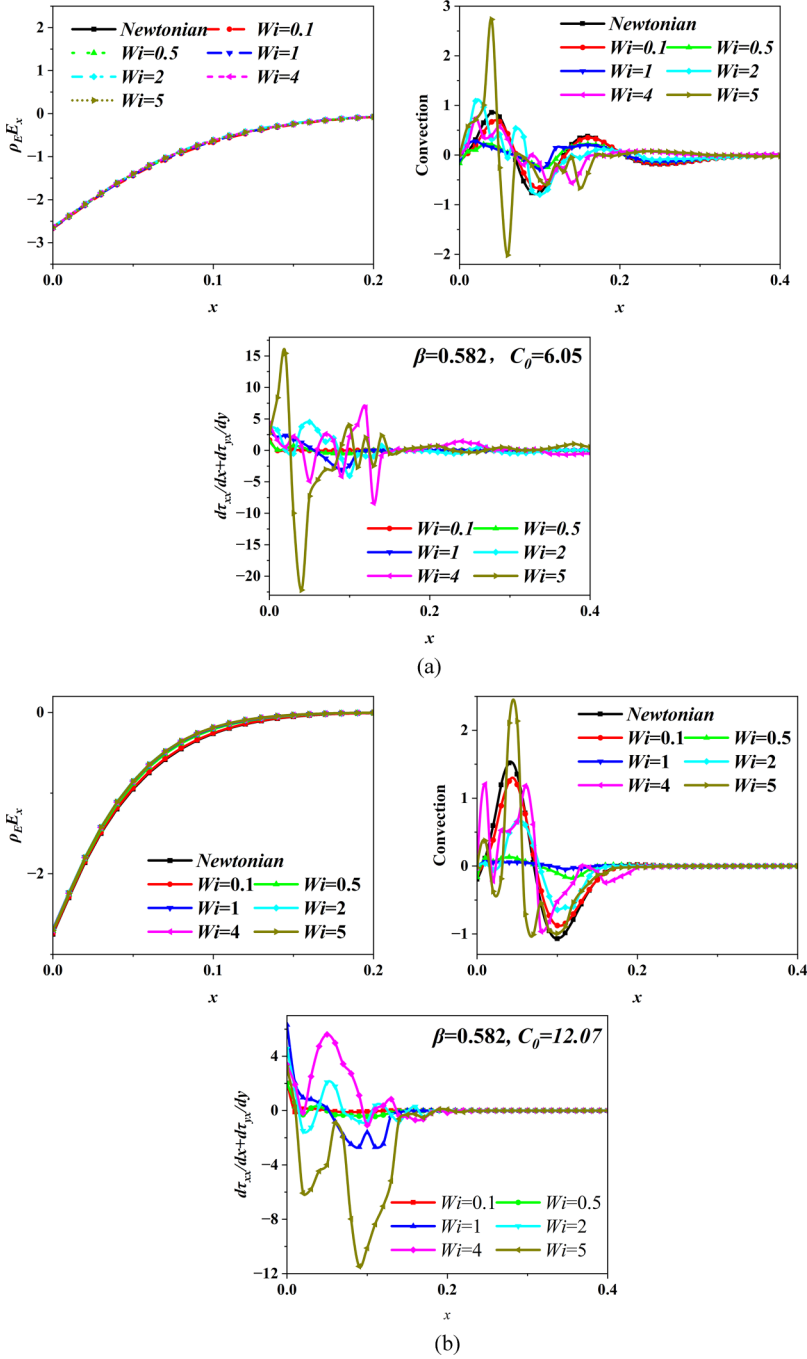 Newtonian Wi=0.1
Wi=0.5 Wi=1
Wi=2 Wi=4
Wi=5
2
1
0
−1
−2
−3
ρEEx
0.0 0.1 0.2
x
Newtonian
Wi=0.1 Wi=0.5
Wi=1 Wi=2
Wi=4 Wi=5
3
2
1
0
−1
−2
Convection
0.0 0.2 0.4
x
β=0.582, C0=6.05
15
10
5
0
−5
−10
−15
−20
dτxx/dx+dτyx/dy
Wi=0.1 Wi=0.5
Wi=1 Wi=2
Wi=4 Wi=5
0.0 0.2 0.4
x
(a)
0
−2
ρEEx
Newtonian
Wi=0.1 Wi=0.5
Wi=1 Wi=2
Wi=4 Wi=5
0.0 0.1 0.2
x
Newtonian
Wi=0.1 Wi=0.5
Wi=1 Wi=2
Wi=4 Wi=5
2
1
0
−1
Convection
0.0 0.2 0.4
x
β=0.582, C0=12.07
4
0
−4
−8
−12
dτxx/dx+dτyx/dy
Wi=0.1 Wi=0.5
Wi=1 Wi=2
Wi=4 Wi=5
0.0 0.2 0.4
x
(b)